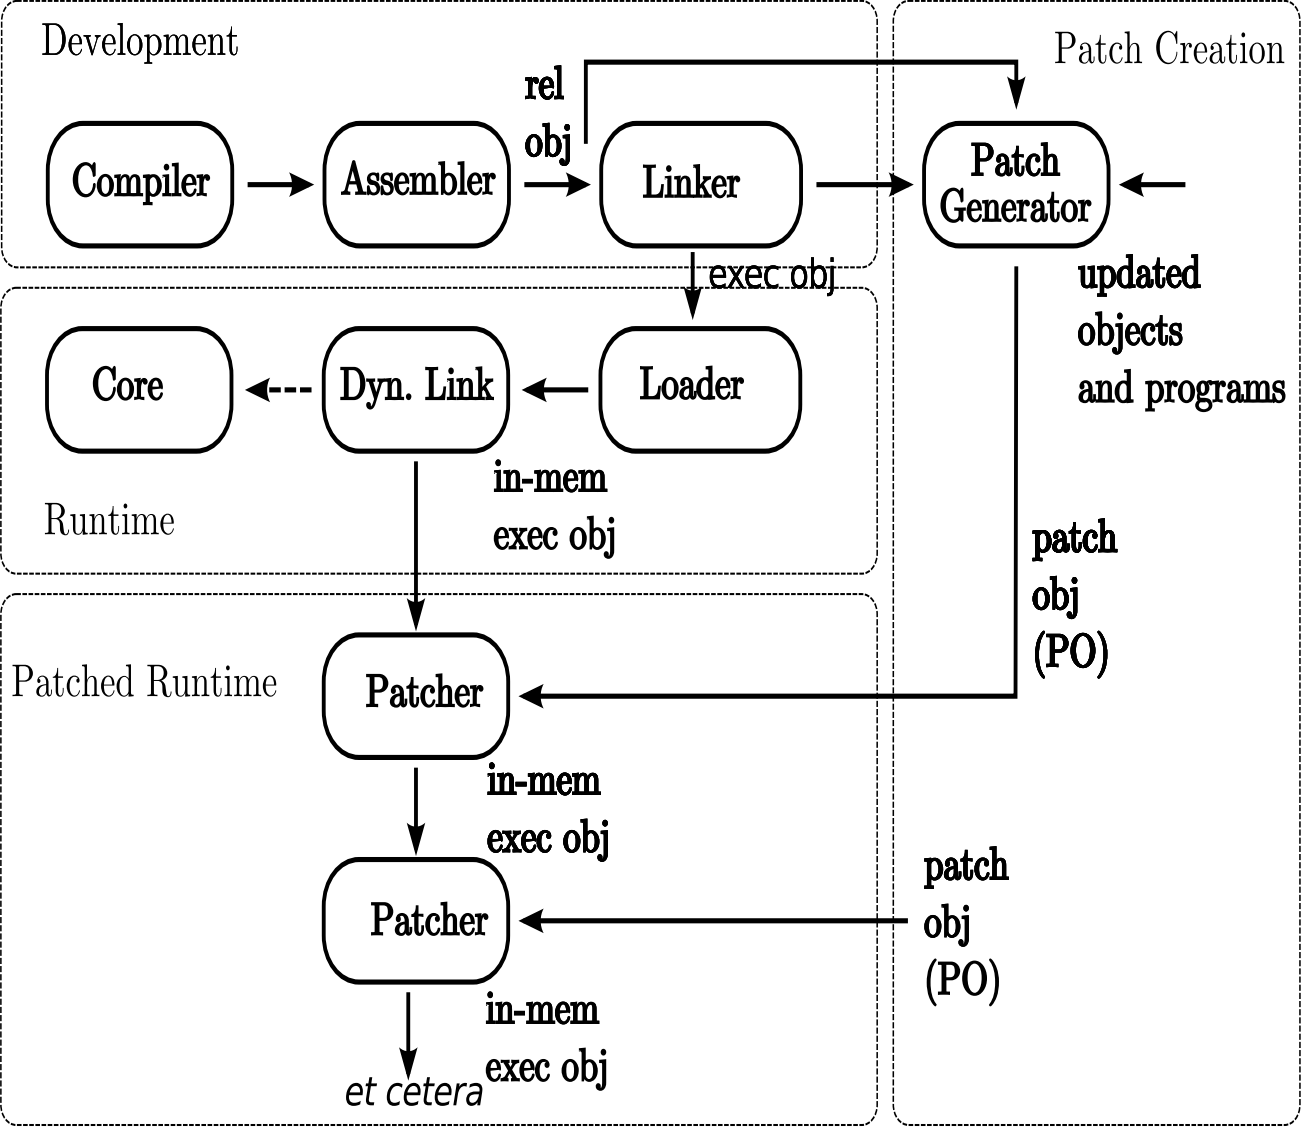 Development
Patch Creation
rel
obj
Compiler
Assembler
Linker
Patch
Generator
exec obj
updated
objects
and programs
Core
Dyn. Link
Loader
in-mem
exec obj
Runtime
patch
obj
(PO)
Patched Runtime
Patcher
in-mem
exec obj
patch
obj
(PO)
Patcher
in-mem
exec obj
et cetera